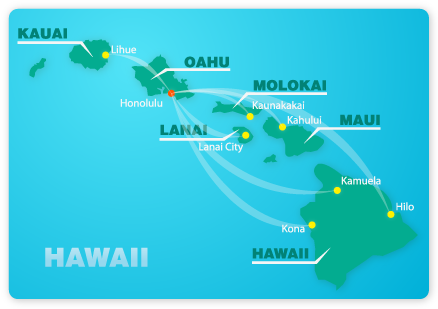 KAUAI
Lihue
OAHU
Honolulu
MOLOKAI
Kaunakakai
Kahului
MAUI
LANAI
Lanai City
Kamuela
Hilo
Kona
HAWAII
HAWAII